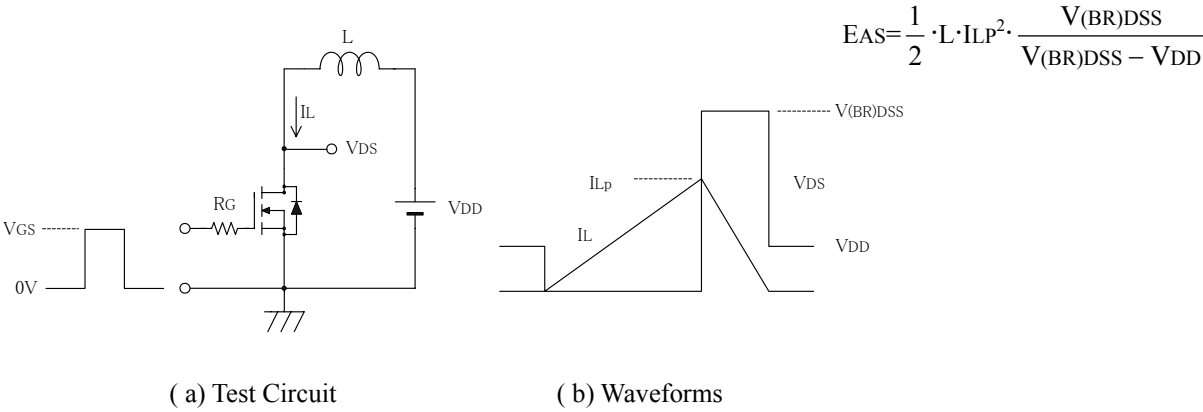 EAS=1/2 ·L·ILP²· V(BR)DSS/V(BR)DSS – VDD
L
IL
VDS
RG
VDD
VGS
0V
V(BR)DSS
ILp
VDS
IL
VDD
( a) Test Circuit
( b) Waveforms